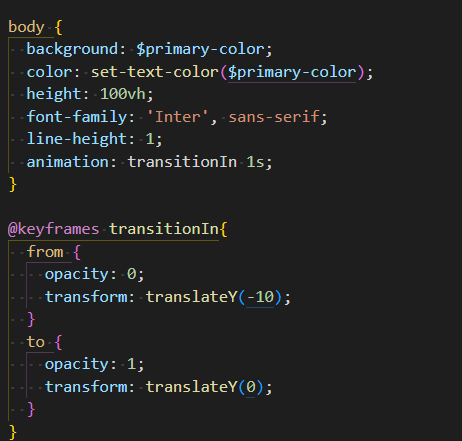 body {
  background: $primary-color;
  color: set-text-color($primary-color);
  height: 100vh;
  font-family: 'Inter', sans-serif;
  line-height: 1;
  animation: transitionIn 1s;
}

@keyframes transitionIn{
  from {
    opacity: 0;
    transform: translateY(-10);
  }
  to {
    opacity: 1;
    transform: translateY(0);
  }
}